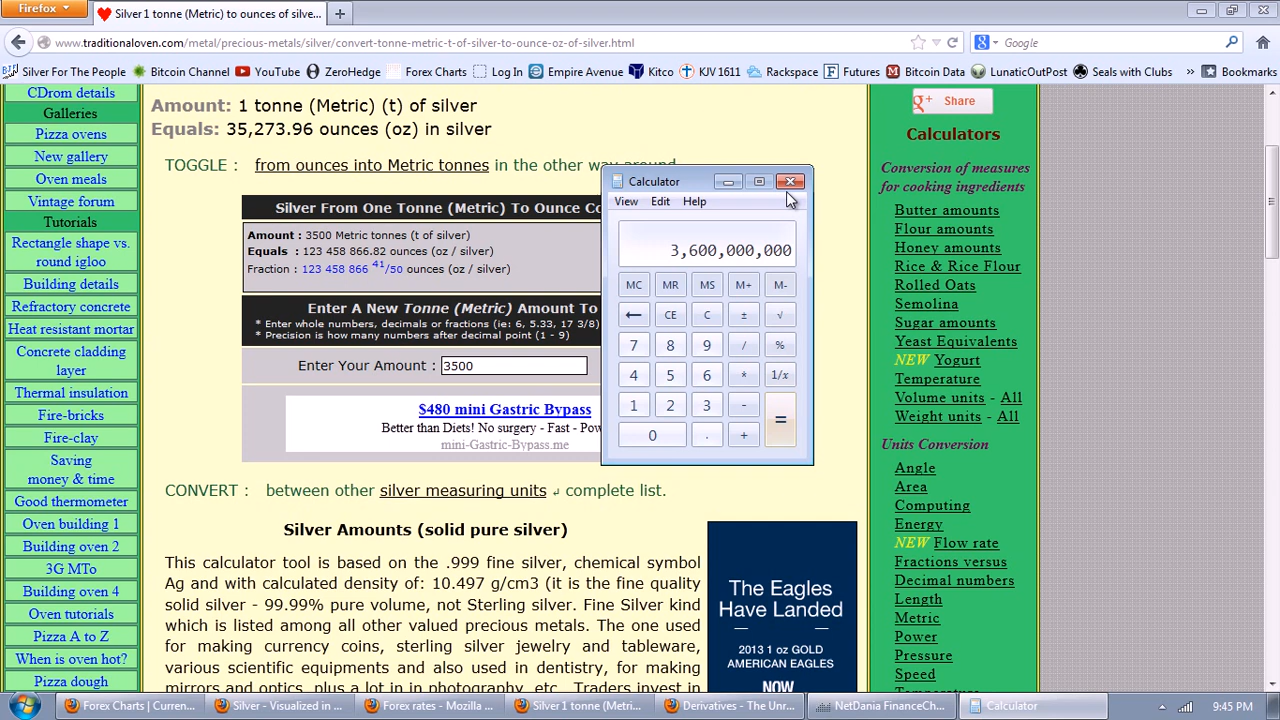 Firefox
Silver 1 tonne (Metric) to ounces of silve...
www.traditionaloven.com/metal/precious-metals/silver/convert-tonne-metric-t-of-silver-to-ounce-oz-of-silver.html
Google
Silver For The People
Bitcoin Channel
YouTube
ZeroHedge
Forex Charts
Log In
Empire Avenue
Kitco
KJV 1611
Rackspace
Futures
Bitcoin Data
LunaticOutPost
Seals with Clubs
»
Bookmarks
CDrom details
Galleries
Pizza ovens
New gallery
Oven meals
Vintage forum
Tutorials
Rectangle shape vs.
round igloo
Building details
Refractory concrete
Heat resistant mortar
Concrete cladding
layer
Thermal insulation
Fire-bricks
Fire-clay
Saving
money & time
Good thermometer
Oven building 1
Building oven 2
3G MTo
Building oven 4
Oven tutorials
Pizza A to Z
When is oven hot?
Pizza dough
Amount: 1 tonne (Metric) (t) of silver
Equals: 35,273.96 ounces (oz) in silver
TOGGLE : from ounces into Metric tonnes in the other way around.
Silver From One Tonne (Metric) To Ounce Co
Amount : 3500 Metric tonnes (t of silver)
Equals : 123 458 866.82 ounces (oz / silver)
Fraction : 123 458 866 41/50 ounces (oz / silver)
Enter A New Tonne (Metric) Amount To
* Enter whole numbers, decimals or fractions (ie: 6, 5.33, 17 3/8)
* Precision is how many numbers after decimal point (1 - 9)
Enter Your Amount : 3500
$480 mini Gastric Bypass
Better than Diets! No surgery - Fast - Pow
mini-Gastric-Bypass.me
CONVERT : between other silver measuring units ↲ complete list.
Silver Amounts (solid pure silver)
This calculator tool is based on the .999 fine silver, chemical symbol
Ag and with calculated density of: 10.497 g/cm3 (it is the fine quality
solid silver - 99.99% pure volume, not Sterling silver. Fine Silver kind
which is listed among all other valued precious metals. The one used
for making currency coins, sterling silver jewelry and tableware,
various scientific equipments and also used in dentistry, for making
mirrors and optics, plus a lot in in photography, etc. Traders invest in
The Eagles
Have Landed
2013 1 oz GOLD
AMERICAN EAGLES
NOW
Calculator
View Edit Help
3,600,000,000
MC MR MS M+ M-
← CE C ± √
7 8 9 / %
4 5 6 * 1/x
1 2 3 - =
0 . +
g+ Share
Calculators
Conversion of measures
for cooking ingredients
Butter amounts
Flour amounts
Honey amounts
Rice & Rice Flour
Rolled Oats
Semolina
Sugar amounts
Yeast Equivalents
NEW Yogurt
Temperature
Volume units - All
Weight units - All
Units Conversion
Angle
Area
Computing
Energy
NEW Flow rate
Fractions versus
Decimal numbers
Length
Metric
Power
Pressure
Speed
Forex Charts | Curren...
Silver - Visualized in ...
Forex rates - Mozilla ...
Silver 1 tonne (Metri...
Derivatives - The Unr...
NetDania FinanceCh...
Calculator
9:45 PM